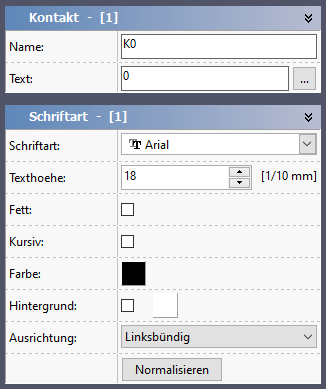 Kontakt - [1]
Name: K0
Text: 0 ...
Schriftart - [1]
Schriftart: Arial
Texthoehe: 18 [1/10 mm]
Fett:
Kursiv:
Farbe:
Hintergrund:
Ausrichtung: Linksbündig
Normalisieren